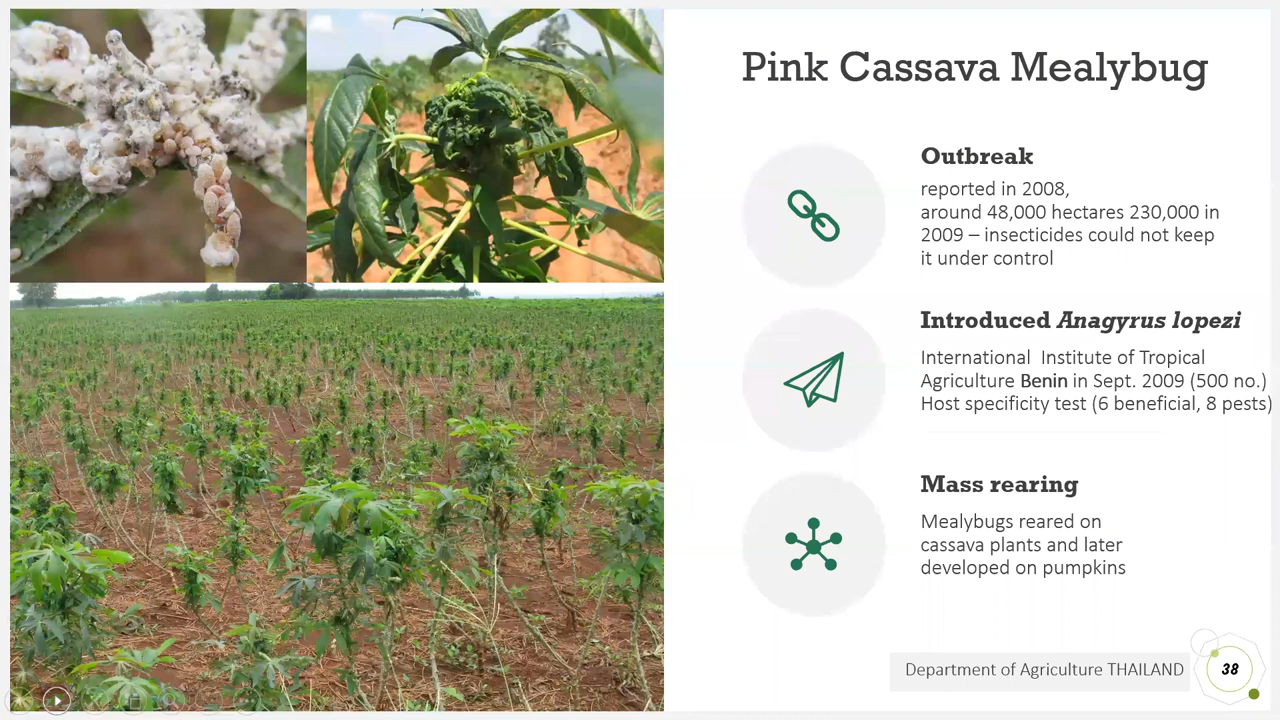 Pink Cassava Mealybug
Outbreak
reported in 2008,
around 48,000 hectares 230,000 in
2009 – insecticides could not keep
it under control
Introduced Anagyrus lopezi
International Institute of Tropical
Agriculture Benin in Sept. 2009 (500 no.)
Host specificity test (6 beneficial, 8 pests)
Mass rearing
Mealybugs reared on
cassava plants and later
developed on pumpkins
Department of Agriculture THAILAND
38